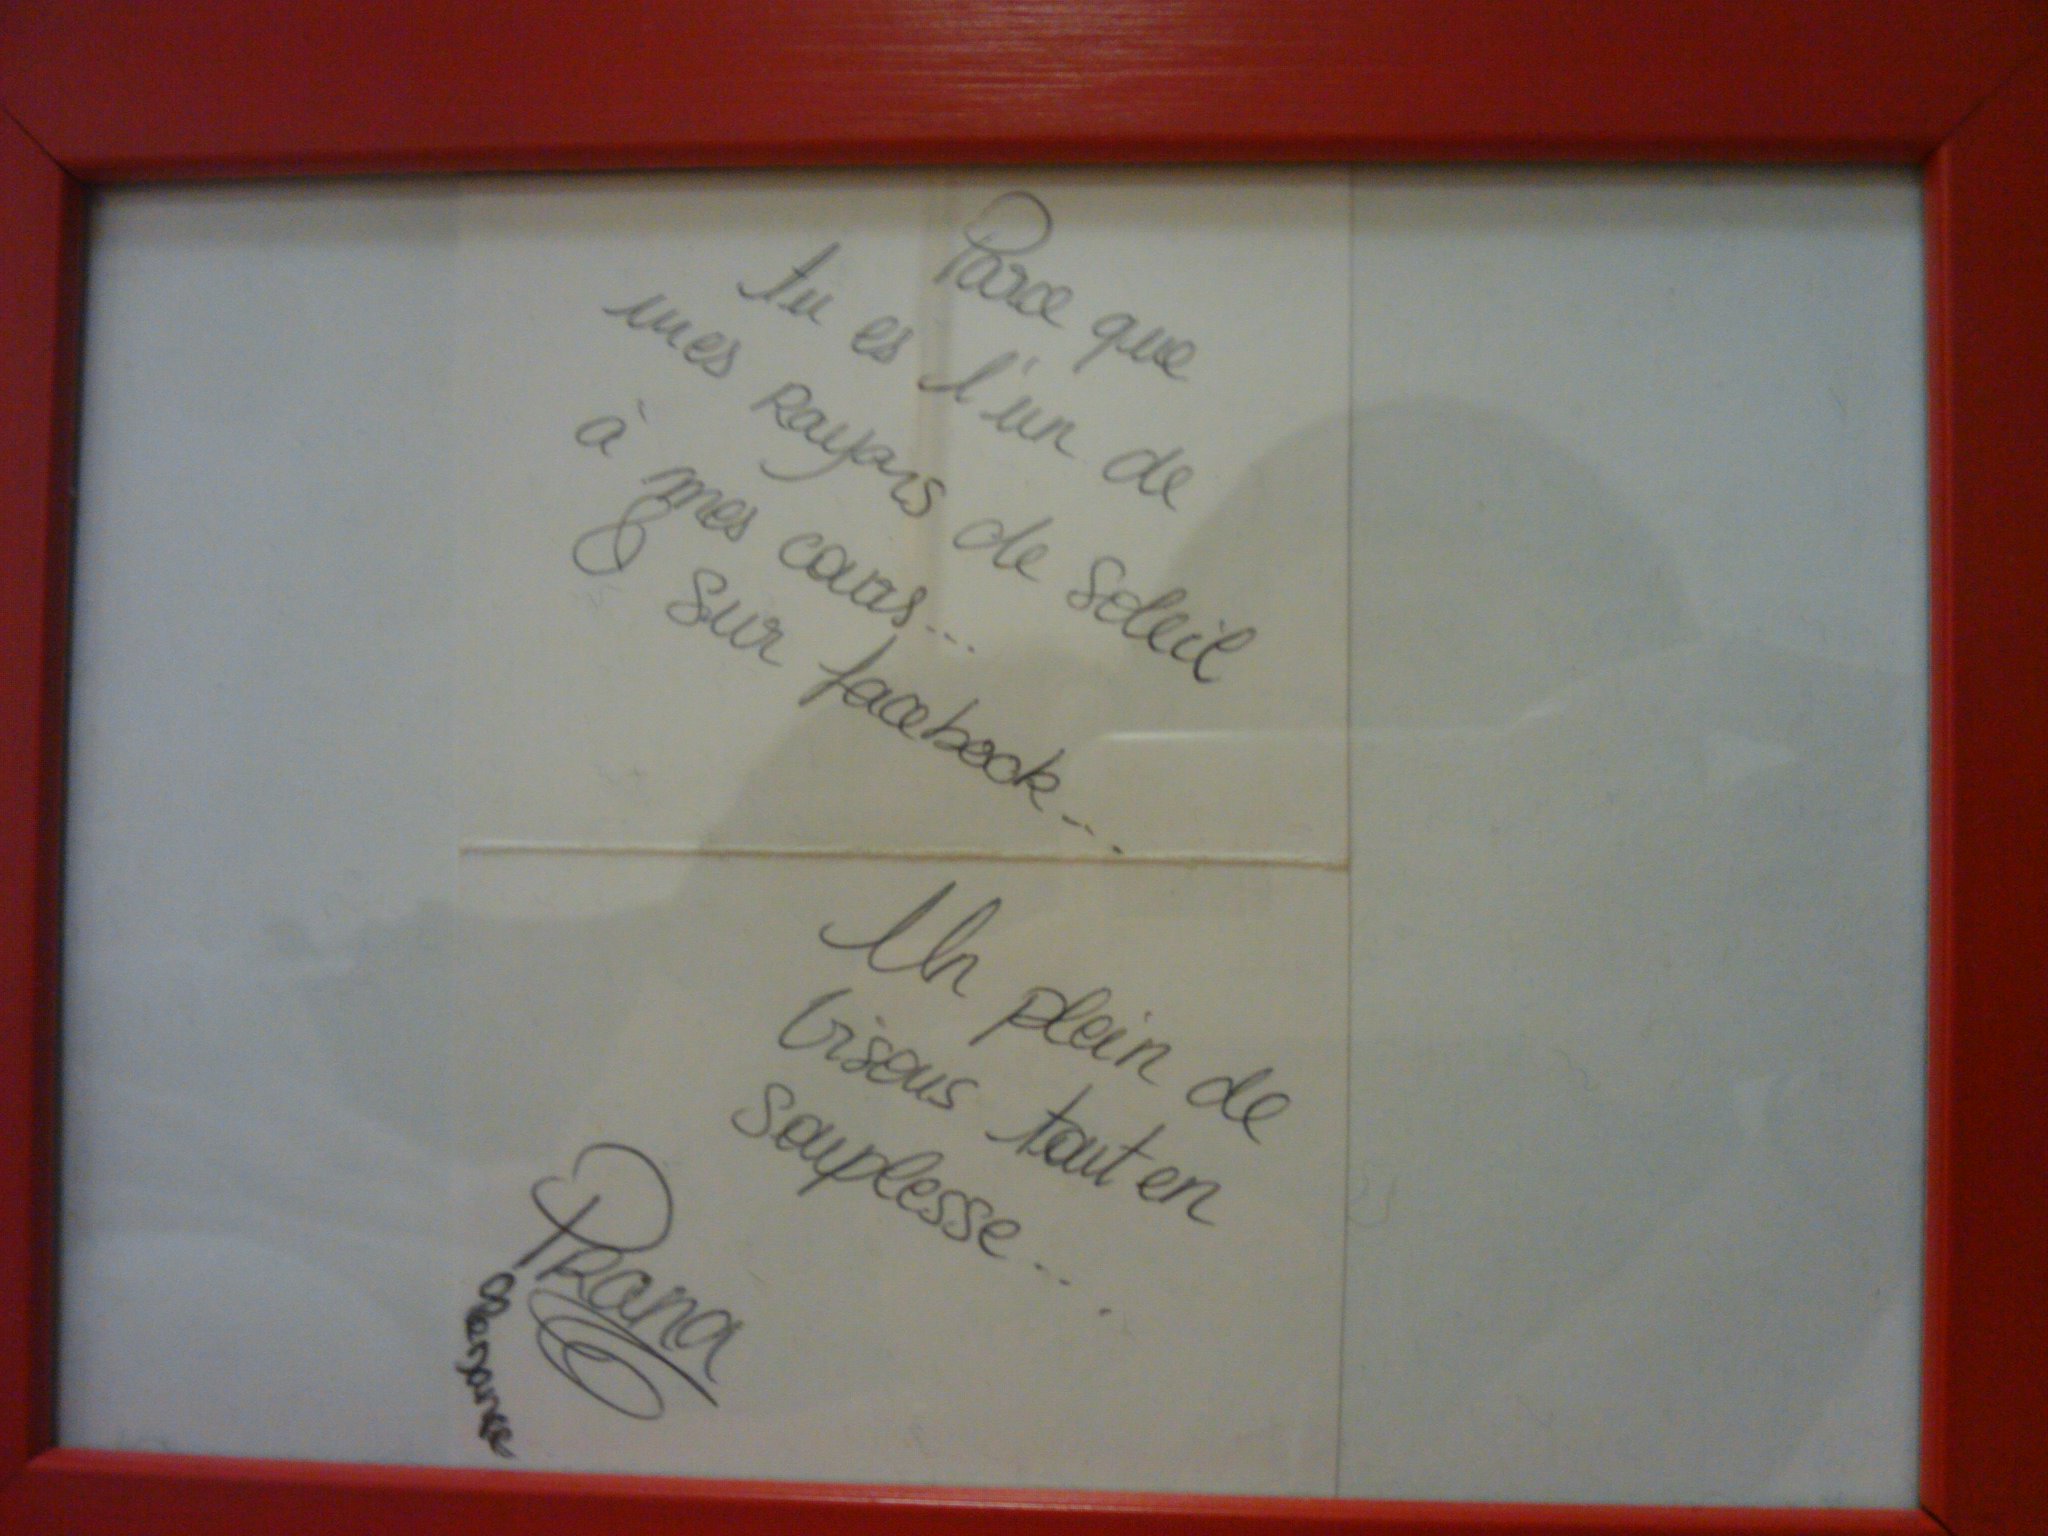 Parce que
tu es l'un de
mes rayons de soleil
à mes cours...
& sur facebook...
Un plein de
bisous tout en
souplesse...
PRana